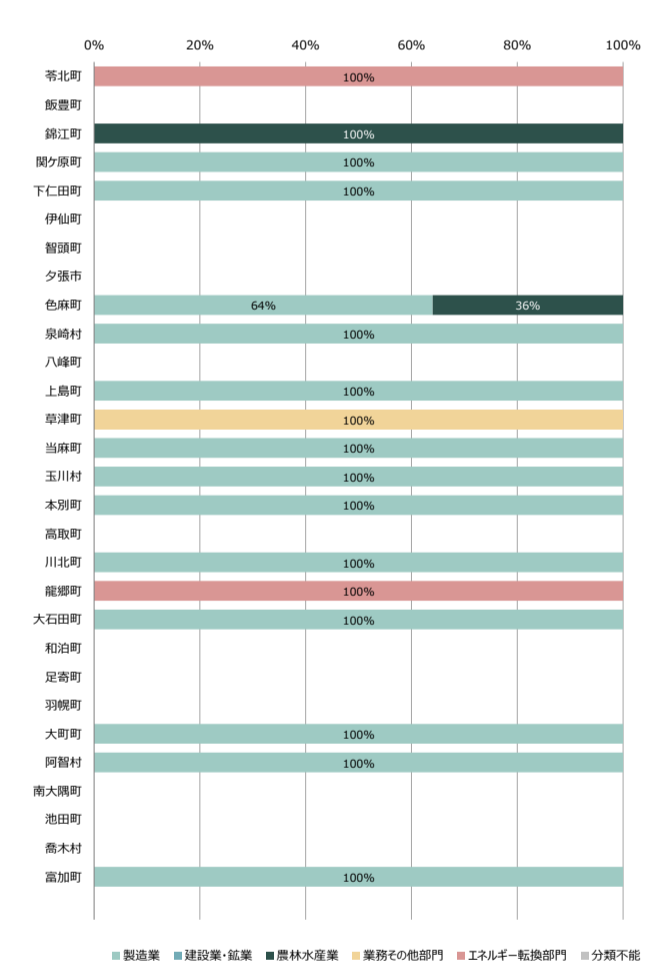 0% 20% 40% 60% 80% 100%
苓北町 100%
飯豊町
錦江町 100%
関ケ原町 100%
下仁田町 100%
伊仙町
智頭町
夕張市
色麻町 64% 36%
泉崎村 100%
八峰町
上島町 100%
草津町 100%
当麻町 100%
玉川村 100%
本別町 100%
高取町
川北町 100%
龍郷町 100%
大石田町 100%
和泊町
足寄町
羽幌町
大町町 100%
阿智村 100%
南大隅町
池田町
喬木村
富加町 100%
製造業 建設業・鉱業 農林水産業 業務その他部門 エネルギー転換部門 分類不能